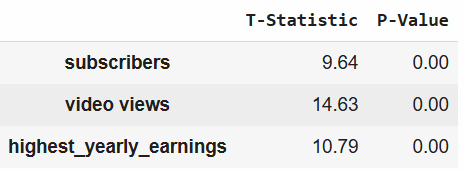 T-Statistic P-Value
subscribers 9.64 0.00
video views 14.63 0.00
highest_yearly_earnings 10.79 0.00